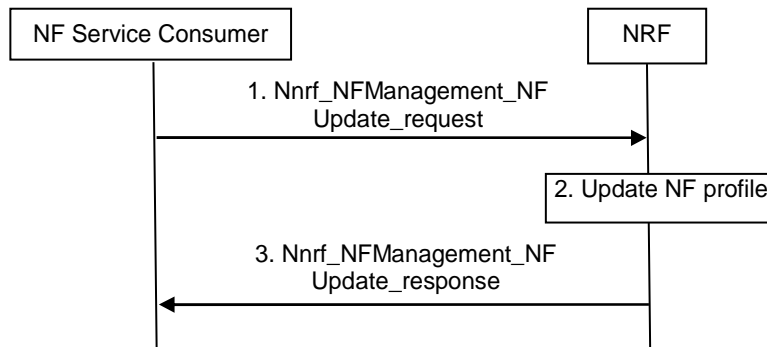 NF Service Consumer
NRF
1. Nnrf_NFManagement_NF
Update_request
2. Update NF profile
3. Nnrf_NFManagement_NF
Update_response